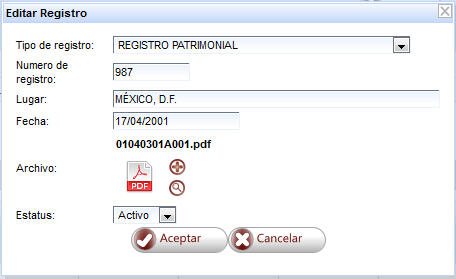 Editar Registro
Tipo de registro: REGISTRO PATRIMONIAL
Numero de registro: 987
Lugar: MÉXICO, D.F.
Fecha: 17/04/2001
01040301A001.pdf
Archivo: PDF
Estatus: Activo
Aceptar Cancelar